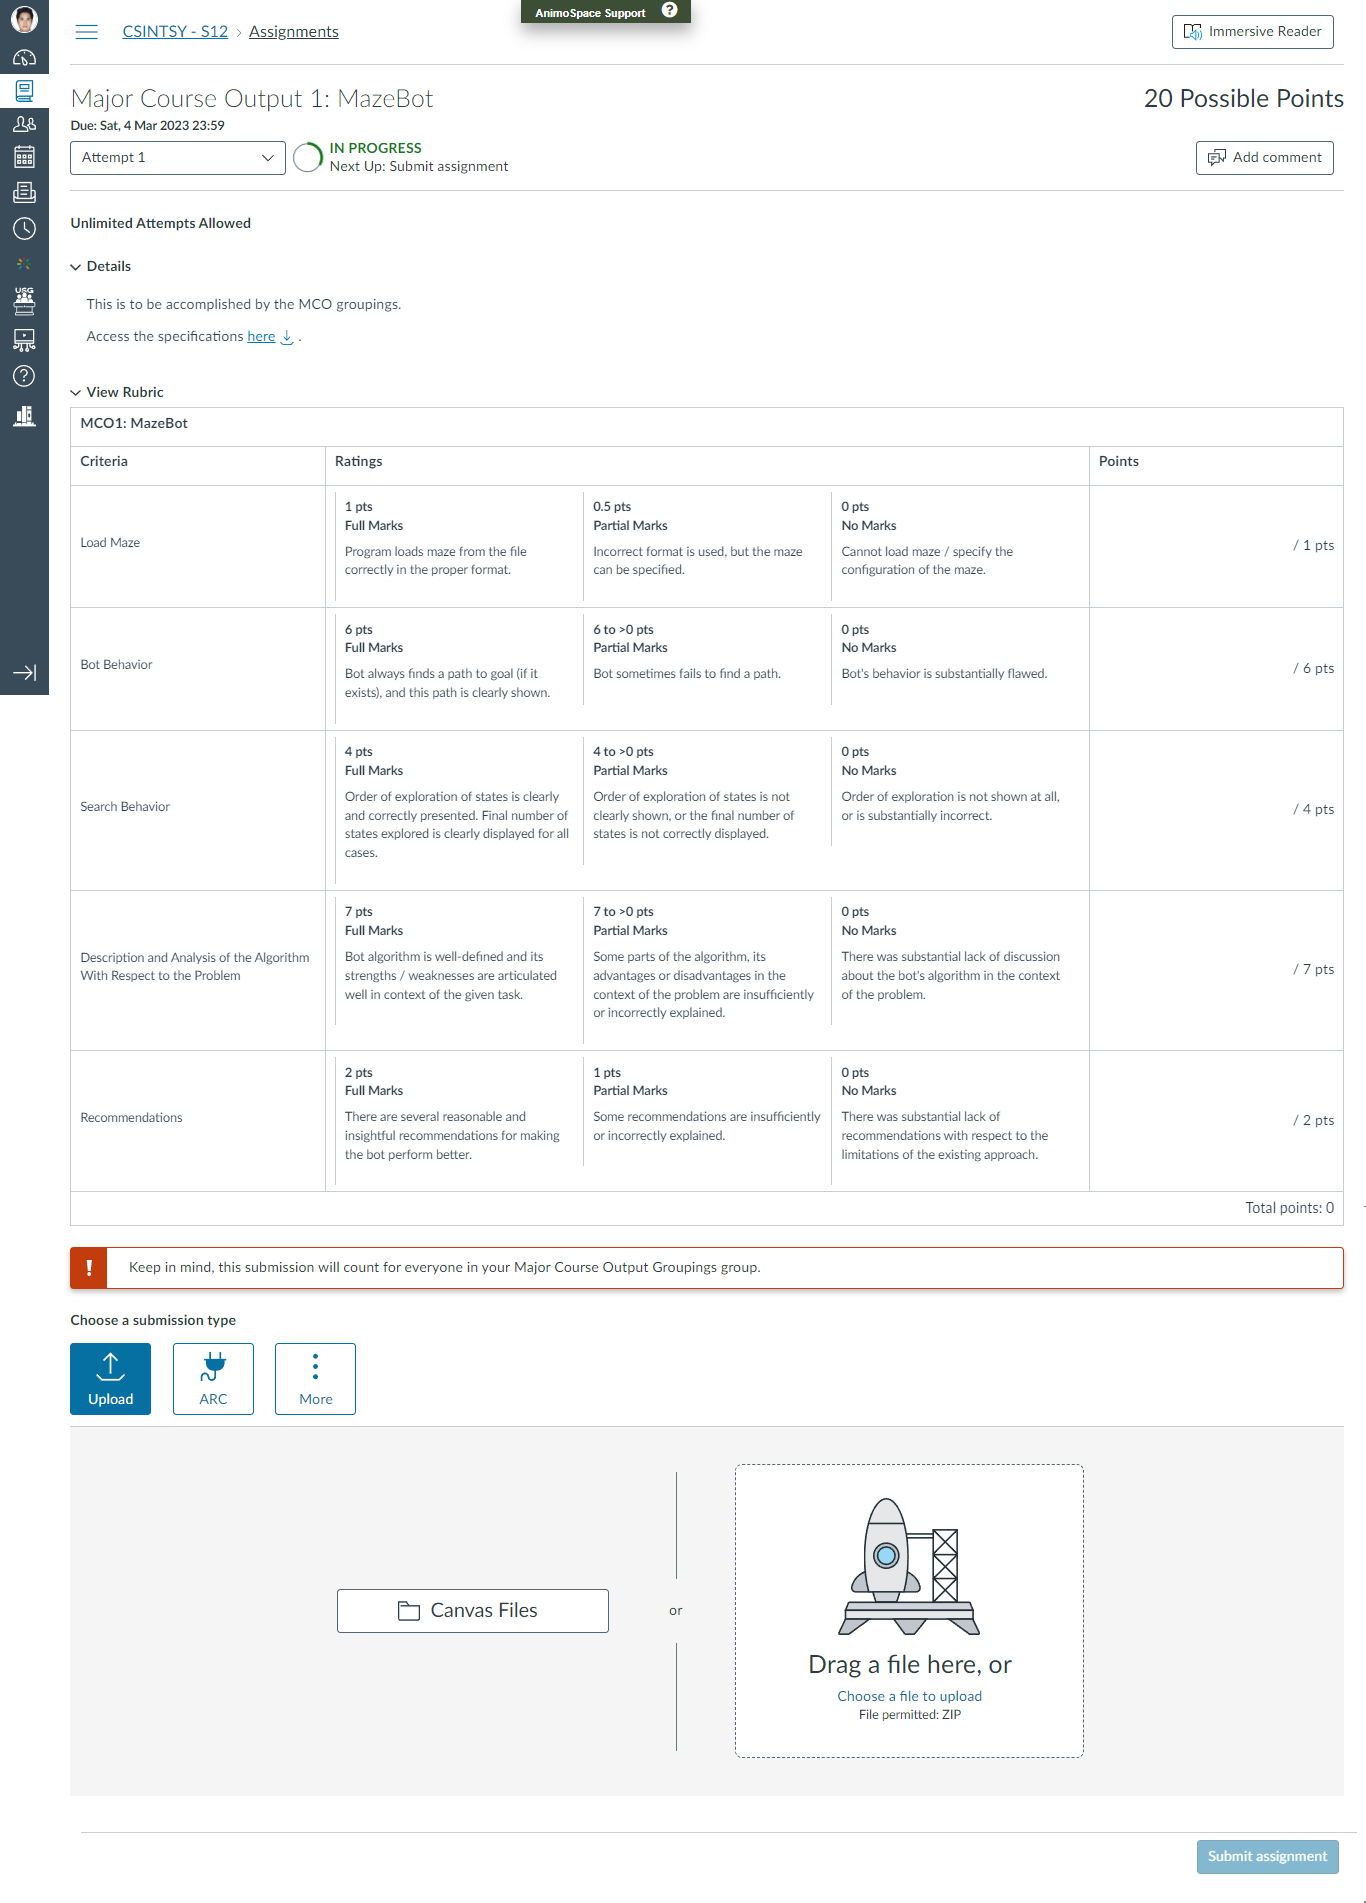 AnimoSpace Support ?
CSINTSY - S12 › Assignments
Immersive Reader
Major Course Output 1: MazeBot
20 Possible Points
Due: Sat, 4 Mar 2023 23:59
Attempt 1
IN PROGRESS
Next Up: Submit assignment
Add comment
Unlimited Attempts Allowed
Details
This is to be accomplished by the MCO groupings.
Access the specifications here .
USG
View Rubric
MCO1: MazeBot
Criteria
Ratings
Points
Load Maze
1 pts
Full Marks
Program loads maze from the file
correctly in the proper format.
0.5 pts
Partial Marks
Incorrect format is used, but the maze
can be specified.
0 pts
No Marks
Cannot load maze / specify the
configuration of the maze.
/ 1 pts
Bot Behavior
6 pts
Full Marks
Bot always finds a path to goal (if it
exists), and this path is clearly shown.
6 to >0 pts
Partial Marks
Bot sometimes fails to find a path.
0 pts
No Marks
Bot's behavior is substantially flawed.
/ 6 pts
Search Behavior
4 pts
Full Marks
Order of exploration of states is clearly
and correctly presented. Final number of
states explored is clearly displayed for all
cases.
4 to >0 pts
Partial Marks
Order of exploration of states is not
clearly shown, or the final number of
states is not correctly displayed.
0 pts
No Marks
Order of exploration is not shown at all,
or is substantially incorrect.
/ 4 pts
Description and Analysis of the Algorithm
With Respect to the Problem
7 pts
Full Marks
Bot algorithm is well-defined and its
strengths / weaknesses are articulated
well in context of the given task.
7 to >0 pts
Partial Marks
Some parts of the algorithm, its
advantages or disadvantages in the
context of the problem are insufficiently
or incorrectly explained.
0 pts
No Marks
There was substantial lack of discussion
about the bot's algorithm in the context
of the problem.
/ 7 pts
Recommendations
2 pts
Full Marks
There are several reasonable and
insightful recommendations for making
the bot perform better.
1 pts
Partial Marks
Some recommendations are insufficiently
or incorrectly explained.
0 pts
No Marks
There was substantial lack of
recommendations with respect to the
limitations of the existing approach.
/ 2 pts
Total points: 0
! Keep in mind, this submission will count for everyone in your Major Course Output Groupings group.
Choose a submission type
Upload
ARC
More
Canvas Files
or
Drag a file here, or
Choose a file to upload
File permitted: ZIP
Submit assignment